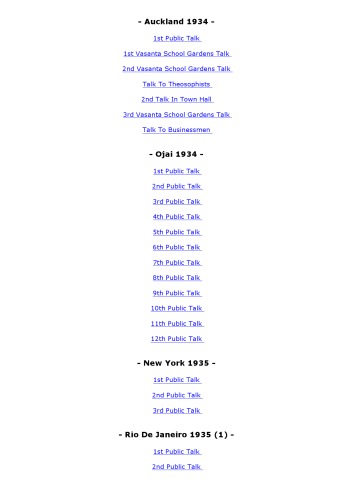 - Auckland 1934 -
1st Public Talk
1st Vasanta School Gardens Talk
2nd Vasanta School Gardens Talk
Talk To Theosophists
2nd Talk In Town Hall
3rd Vasanta School Gardens Talk
Talk To Businessmen
- Ojai 1934 -
1st Public Talk
2nd Public Talk
3rd Public Talk
4th Public Talk
5th Public Talk
6th Public Talk
7th Public Talk
8th Public Talk
9th Public Talk
10th Public Talk
11th Public Talk
12th Public Talk
- New York 1935 -
1st Public Talk
2nd Public Talk
3rd Public Talk
- Rio De Janeiro 1935 (1) -
1st Public Talk
2nd Public Talk